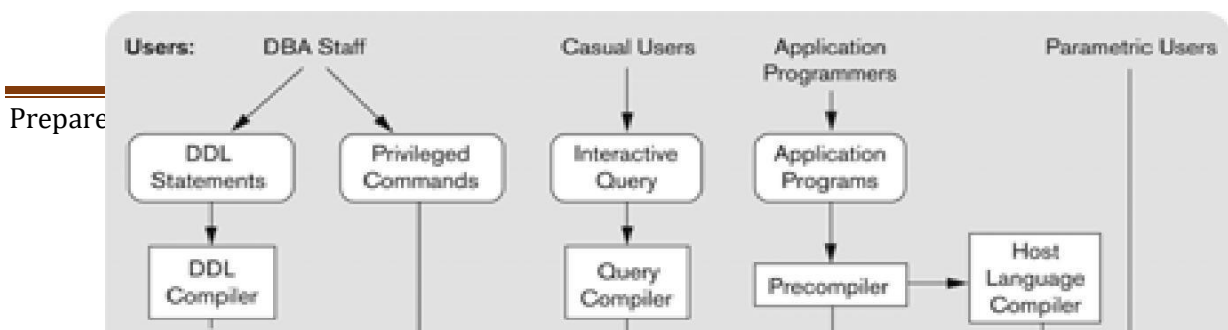 Users: DBA Staff Casual Users Application Programmers Parametric Users
Prepare
DDL
Statements
Privileged
Commands
Interactive
Query
Application
Programs
DDL
Compiler
Query
Compiler
Precompiler
Host
Language
Compiler